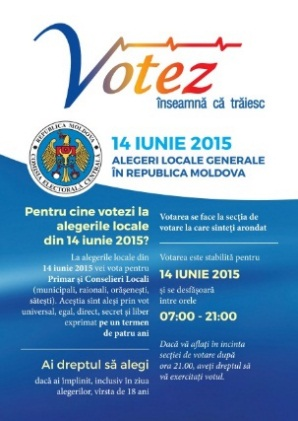 Votez
înseamnă că trăiesc
REPUBLICA MOLDOVA
COMISIA ELECTORALĂ CENTRALĂ
14 IUNIE 2015
ALEGERI LOCALE GENERALE
ÎN REPUBLICA MOLDOVA
Pentru cine votezi la
alegerile locale
din 14 iunie 2015?
La alegerile locale din
14 iunie 2015 vei vota pentru
Primar și Consilieri Locali
(municipali, raionali, orășenești,
sătești). Aceștia sînt aleși prin vot
universal, egal, direct, secret și liber
exprimat pe un termen
de patru ani
Ai dreptul să alegi
dacă ai împlinit, inclusiv în ziua
alegerilor, vîrsta de 18 ani
Votarea se face la secția de
votare la care sînteți arondat
Votarea este stabilită pentru
14 IUNIE 2015
și se desfășoară
între orele
07:00 - 21:00
Dacă vă aflați în incinta
secției de votare după
ora 21.00, aveți dreptul să
vă exercitați votul.